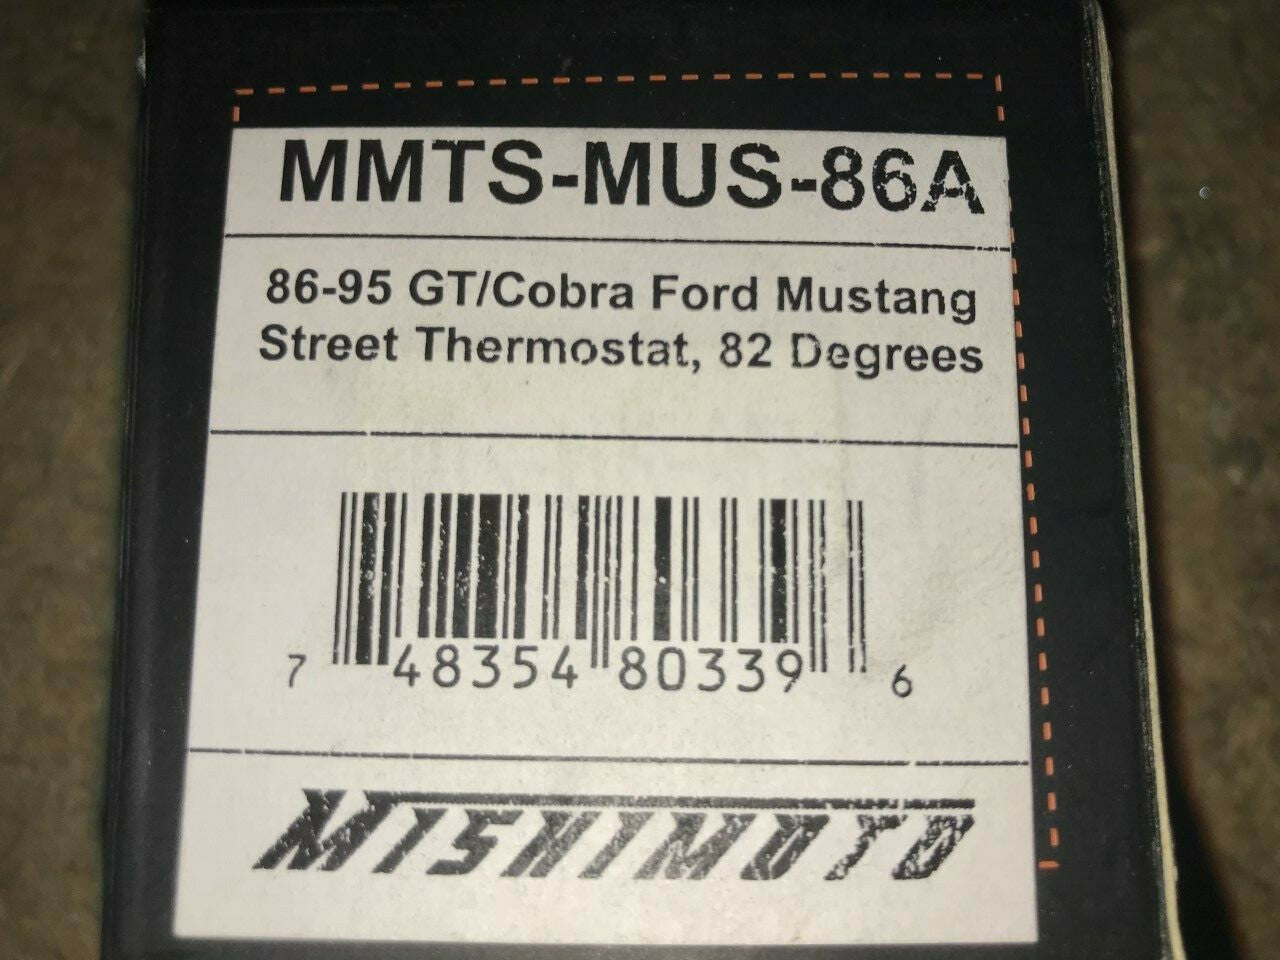 MMTS-MUS-86A
86-95 GT/Cobra Ford Mustang
Street Thermostat, 82 Degrees
7 48354 80339 6
MISHIMOTO